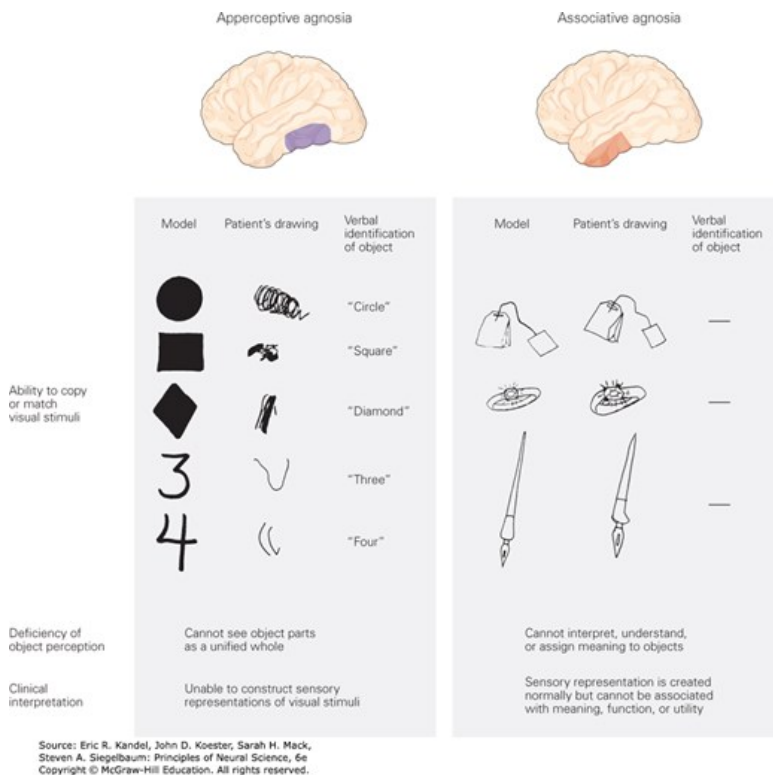 Apperceptive agnosia
Associative agnosia
Model
Patient's drawing
Verbal
identification
of object
Model
Patient's drawing
Verbal
identification
of object
"Circle"
"Square"
Ability to copy
or match
visual stimuli
"Diamond"
3
"Three"
4
"Four"
Deficiency of
object perception
Cannot see object parts
as a unified whole
Cannot interpret, understand,
or assign meaning to objects
Clinical
interpretation
Unable to construct sensory
representations of visual stimuli
Sensory representation is created
normally but cannot be associated
with meaning, function, or utility
Source: Eric R. Kandel, John D. Koester, Sarah H. Mack,
Steven A. Siegelbaum: Principles of Neural Science, 6e
Copyright © McGraw-Hill Education. All rights reserved.